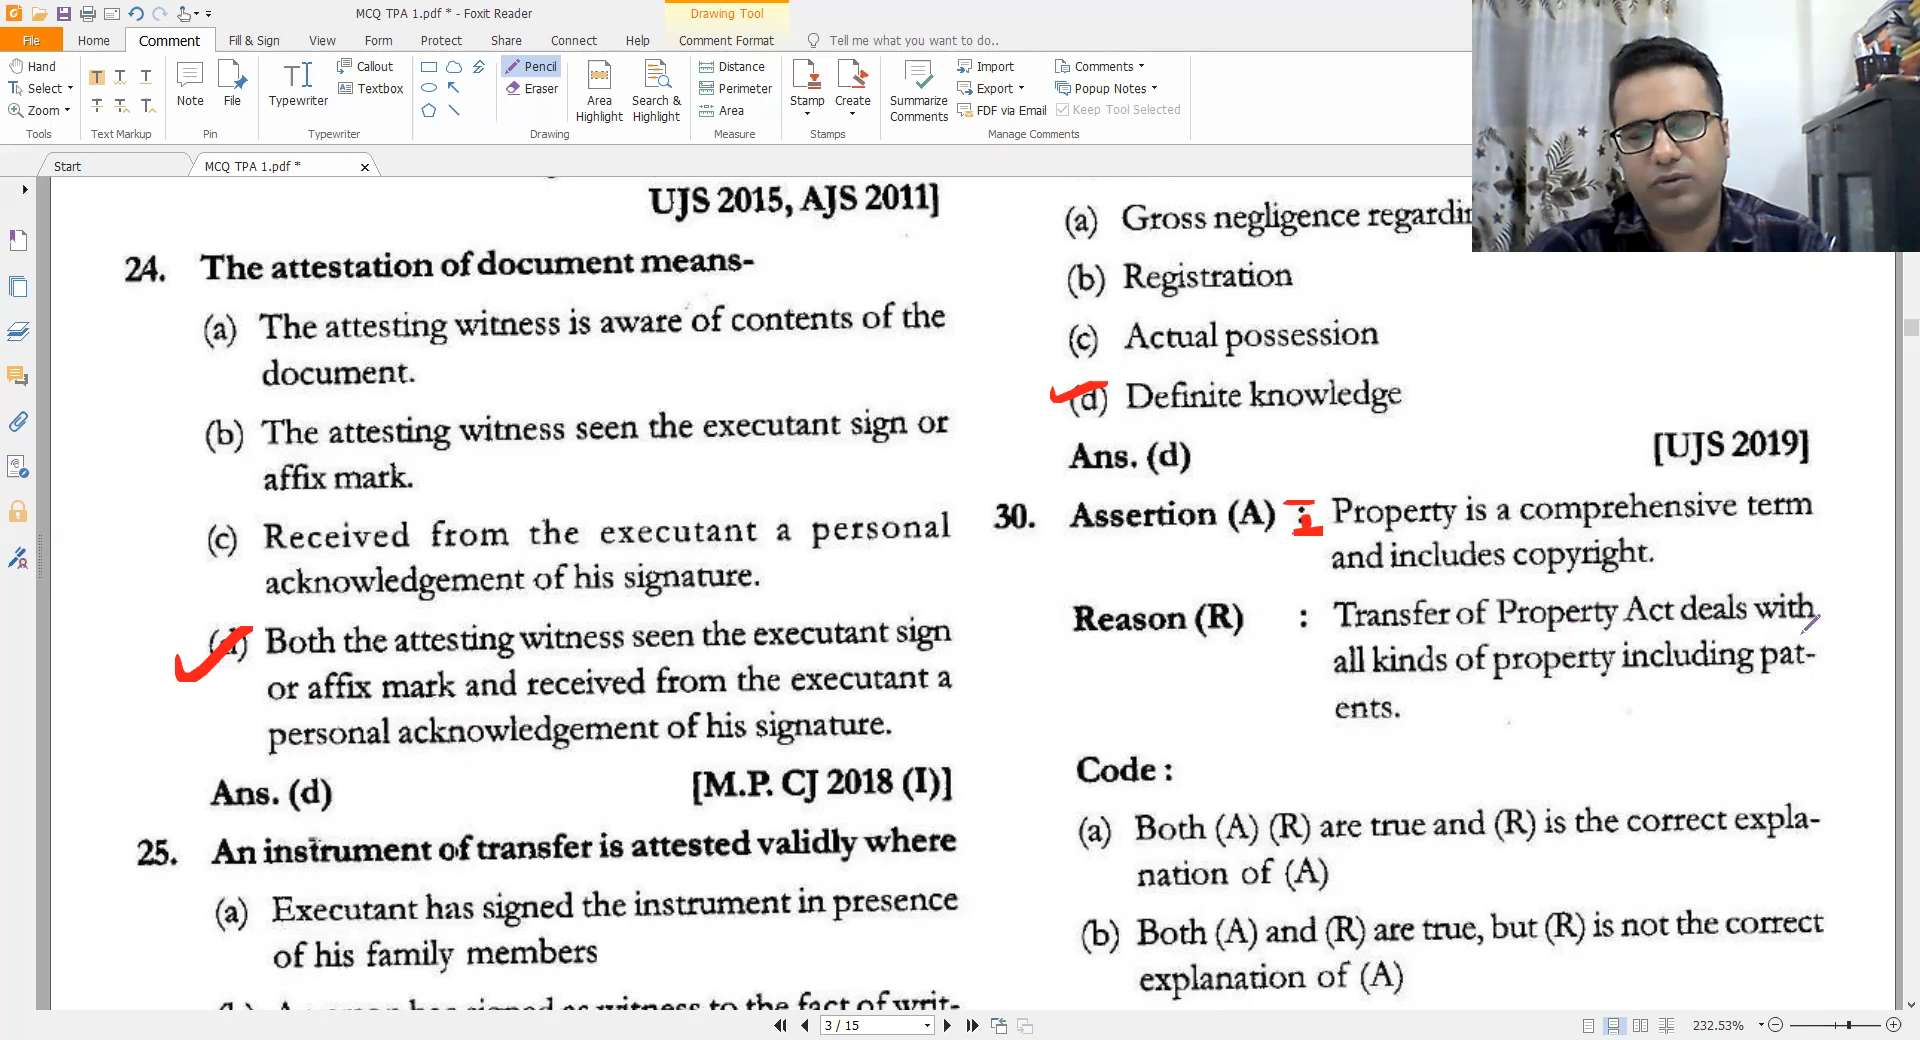 MCQ TPA 1.pdf * - Foxit Reader
Drawing Tool
File
Home
Comment
Fill & Sign
View
Form
Protect
Share
Connect
Help
Comment Format
Tell me what you want to do..
Hand
Select
Zoom
Tools
Text Markup
Note
File
Pin
Typewriter
Callout
Textbox
Typewriter
Pencil
Eraser
Drawing
Area Highlight
Search & Highlight
Distance
Perimeter
Area
Measure
Stamp
Create
Stamps
Summarize Comments
Import
Export
FDF via Email
Comments
Popup Notes
Keep Tool Selected
Manage Comments
Start
MCQ TPA 1.pdf *
UJS 2015, AJS 2011]
24. The attestation of document means-
(a) The attesting witness is aware of contents of the
document.
(b) The attesting witness seen the executant sign or
affix mark.
(c) Received from the executant a personal
acknowledgement of his signature.
(d) Both the attesting witness seen the executant sign
or affix mark and received from the executant a
personal acknowledgement of his signature.
Ans. (d) [M.P. CJ 2018 (I)]
25. An instrument of transfer is attested validly where
(a) Executant has signed the instrument in presence
of his family members
(a) Gross negligence
(b) Registration
(c) Actual possession
(d) Definite knowledge
Ans. (d) [UJS 2019]
30. Assertion (A) : Property is a comprehensive term
and includes copyright.
Reason (R) : Transfer of Property Act deals with
all kinds of property including pat-
ents.
Code :
(a) Both (A) (R) are true and (R) is the correct expla-
nation of (A)
(b) Both (A) and (R) are true, but (R) is not the correct
explanation of (A)
3 / 15
232.53%